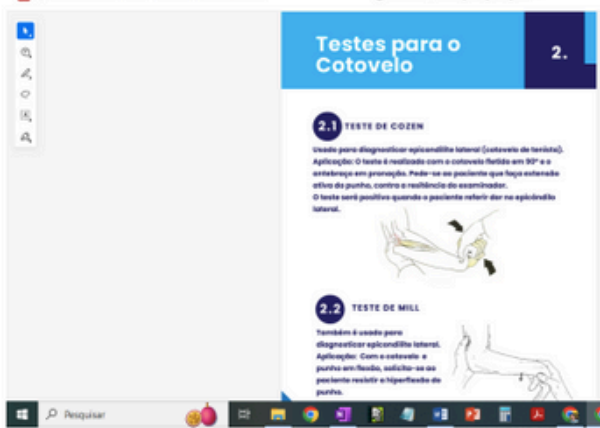 Testes para o
Cotovelo
2.
2.1 TESTE DE COZEN
Usado para diagnosticar epicondilite lateral (cotovelo de tenista).
Aplicação: O teste é realizado com o cotovelo fletido em 90° e o
antebraço em pronação. Pede-se ao paciente que faça extensão
ativa do punho, contra a resitência do examinador.
O teste será positivo quando o paciente referir dor no epicôndilo
lateral.
2.2 TESTE DE MILL
Também é usado para
diagnosticar epicondilite lateral.
Aplicação: Com o cotovelo e
punho em flexão, solicita-se ao
paciente resistir a hiperflexão do
punho.
Pesquisar